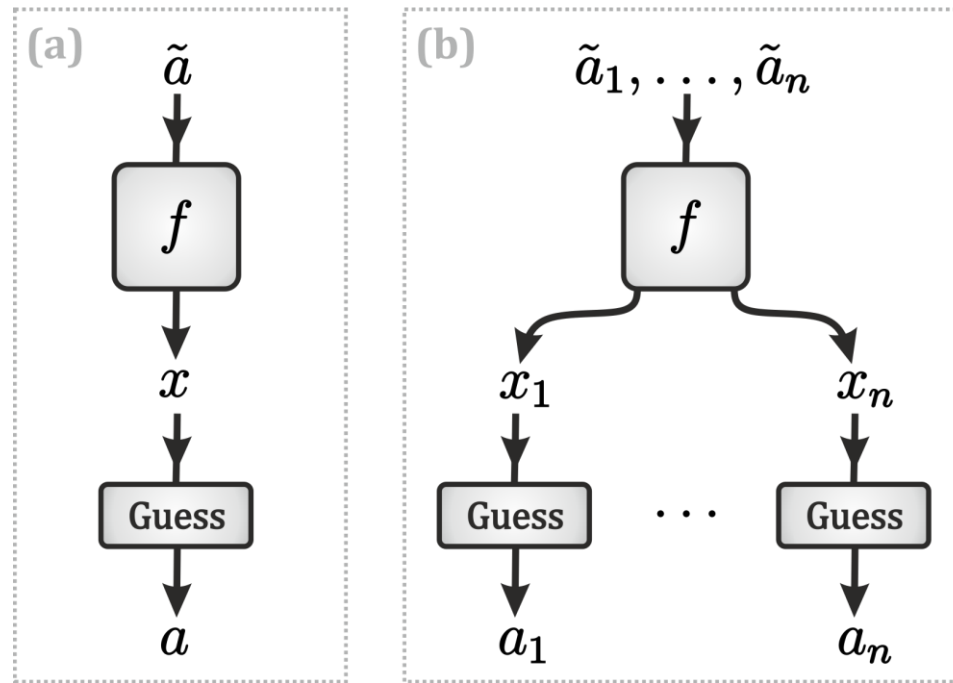 (a)
ã
f
x
Guess
a
(b)
ã₁, . . . , ãₙ
f
x₁ xₙ
Guess . . . Guess
a₁ aₙ